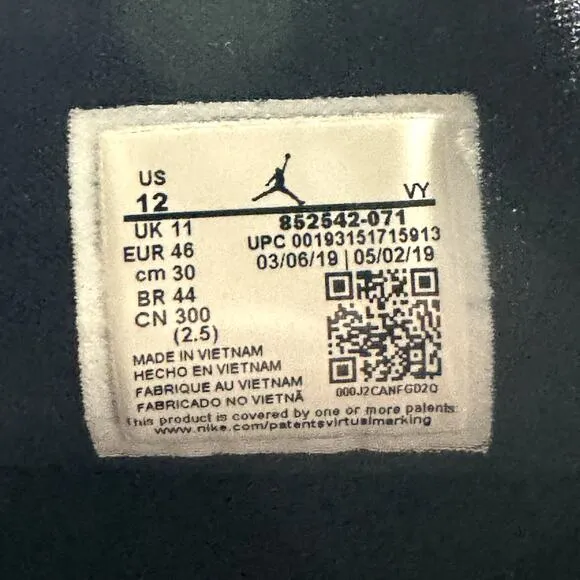 US
12
VY
UK 11
852542-071
EUR 46
UPC 00193151715913
cm 30
03/06/19 | 05/02/19
BR 44
CN 300
(2.5)
MADE IN VIETNAM
HECHO EN VIETNAM
FABRIQUE AU VIETNAM
FABRICADO NO VIETNÃ
000J2CANFGD2Q
This product is covered by one or more patents:
www.nike.com/patentsvirtualmarking